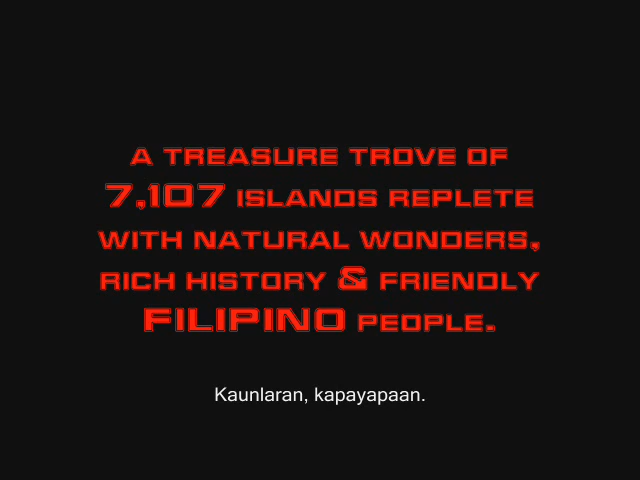 A TREASURE TROVE OF
7,107 ISLANDS REPLETE
WITH NATURAL WONDERS,
RICH HISTORY & FRIENDLY
FILIPINO PEOPLE.
Kaunlaran, kapayapaan.